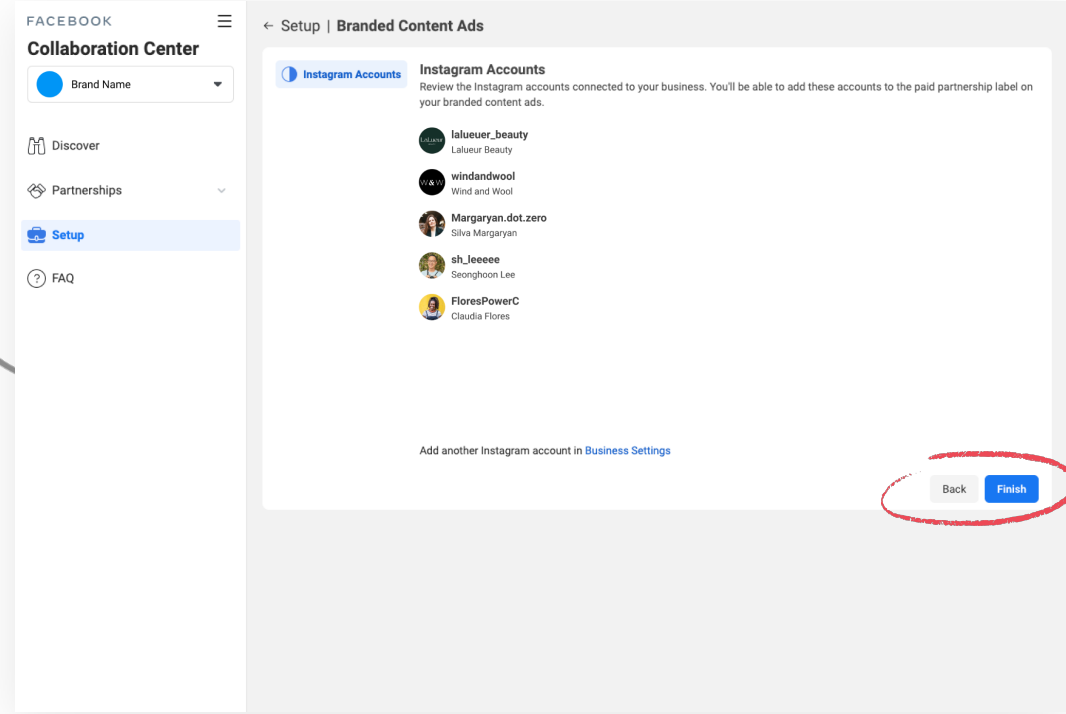 FACEBOOK
Collaboration Center
Brand Name
Discover
Partnerships
Setup
FAQ
← Setup | Branded Content Ads
Instagram Accounts
Instagram Accounts
Review the Instagram accounts connected to your business. You'll be able to add these accounts to the paid partnership label on
your branded content ads.
lalueuer_beauty
Lalueur Beauty
W&W
windandwool
Wind and Wool
Margaryan.dot.zero
Silva Margaryan
sh_leeeee
Seonghoon Lee
FloresPowerC
Claudia Flores
Add another Instagram account in Business Settings
Back
Finish